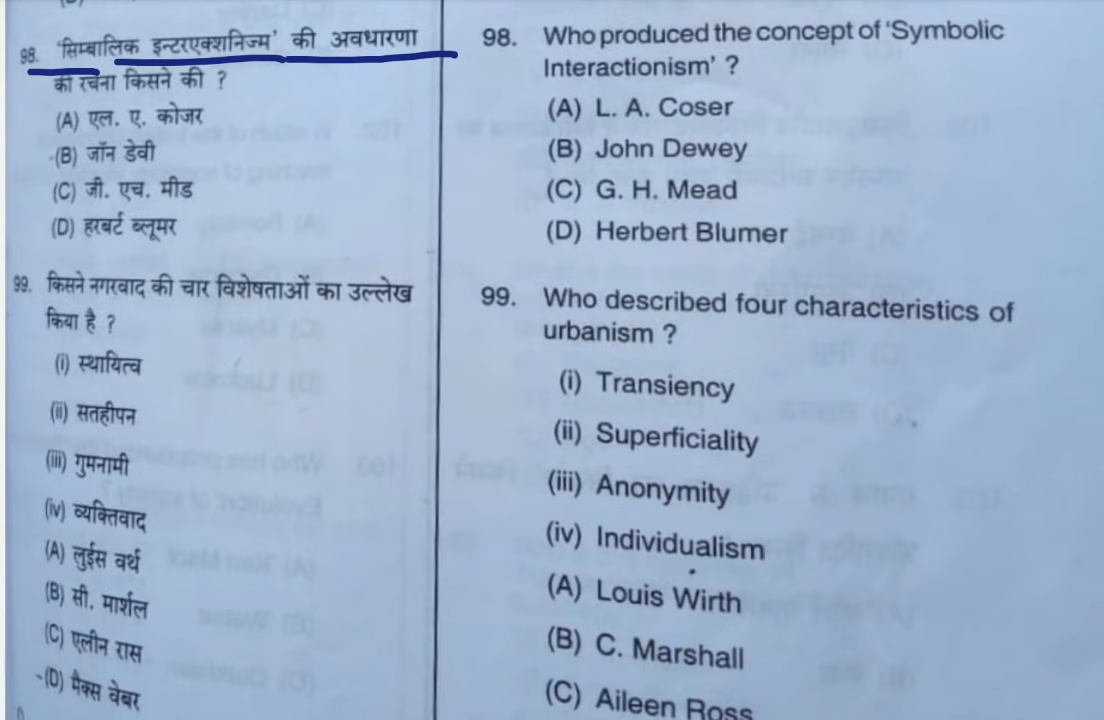 98. 'सिम्बालिक इन्टरएक्शनिज्म' की अवधारणा
की रचना किसने की ?
(A) एल. ए. कोजर
(B) जॉन डेवी
(C) जी. एच. मीड
(D) हरबर्ट ब्लूमर
99. किसने नगरवाद की चार विशेषताओं का उल्लेख
किया है ?
(i) स्थायित्व
(ii) सतहीपन
(iii) गुमनामी
(iv) व्यक्तिवाद
(A) लुईस वर्थ
(B) सी. मार्शल
(C) एलीन रास
(D) मैक्स वेबर
98. Who produced the concept of 'Symbolic
Interactionism' ?
(A) L. A. Coser
(B) John Dewey
(C) G. H. Mead
(D) Herbert Blumer
99. Who described four characteristics of
urbanism ?
(i) Transiency
(ii) Superficiality
(iii) Anonymity
(iv) Individualism
(A) Louis Wirth
(B) C. Marshall
(C) Aileen Ross